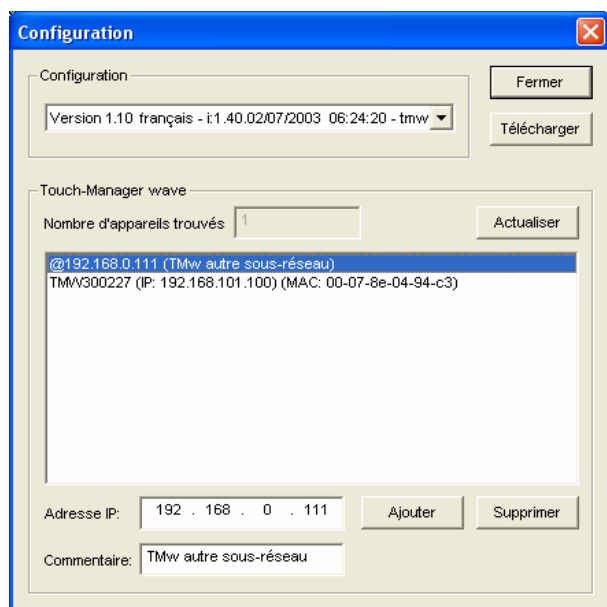 Configuration
Configuration
Fermer
Version 1.10 français - i:1.40.02/07/2003 06:24:20 - tmw
Télécharger
Touch-Manager wave
Nombre d'appareils trouvés 1
Actualiser
@192.168.0.111 (TMw autre sous-réseau)
TMW300227 (IP: 192.168.101.100) (MAC: 00-07-8e-04-94-c3)
Adresse IP: 192 . 168 . 0 . 111 Ajouter Supprimer
Commentaire: TMw autre sous-réseau